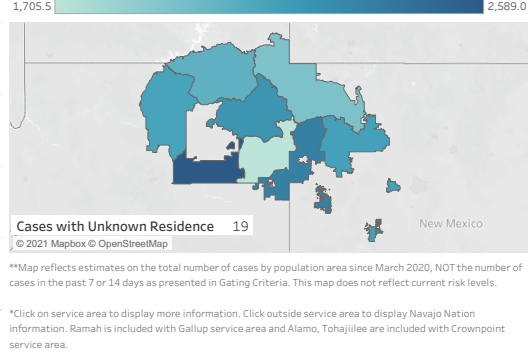 1,705.5 2,589.0
New Mexico
Cases with Unknown Residence 19
© 2021 Mapbox © OpenStreetMap
**Map reflects estimates on the total number of cases by population area since March 2020, NOT the number of
cases in the past 7 or 14 days as presented in Gating Criteria. This map does not reflect current risk levels.
*Click on service area to display more information. Click outside service area to display Navajo Nation
information. Ramah is included with Gallup service area and Alamo, Tohajiilee are included with Crownpoint
service area.